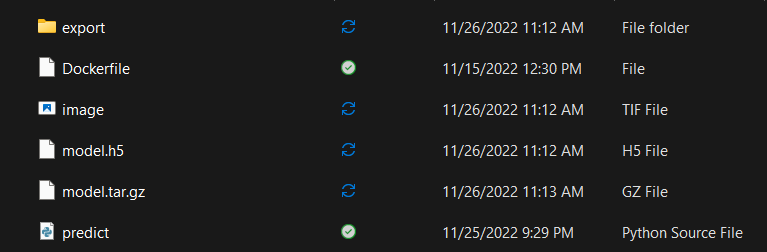 export 11/26/2022 11:12 AM File folder
Dockerfile 11/15/2022 12:30 PM File
image 11/26/2022 11:12 AM TIF File
model.h5 11/26/2022 11:12 AM H5 File
model.tar.gz 11/26/2022 11:13 AM GZ File
predict 11/25/2022 9:29 PM Python Source File